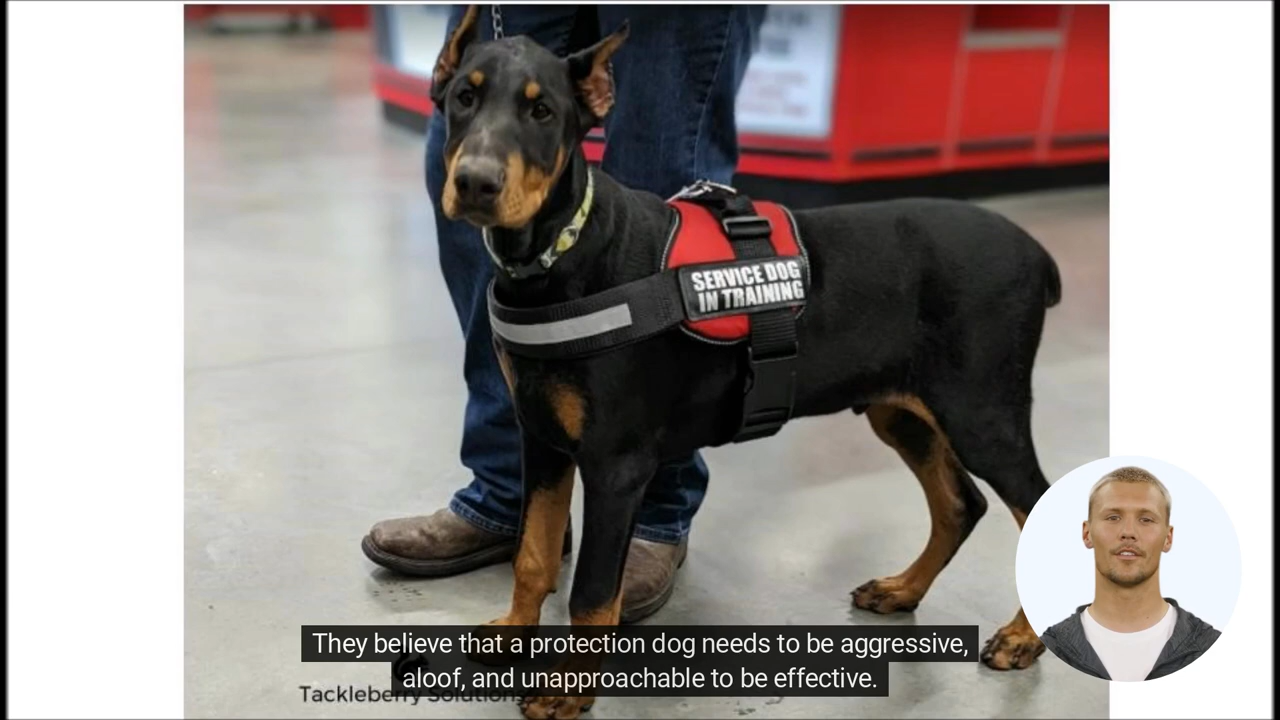 SERVICE DOG
IN TRAINING
They believe that a protection dog needs to be aggressive,
aloof, and unapproachable to be effective.
Tackleberry Solutions